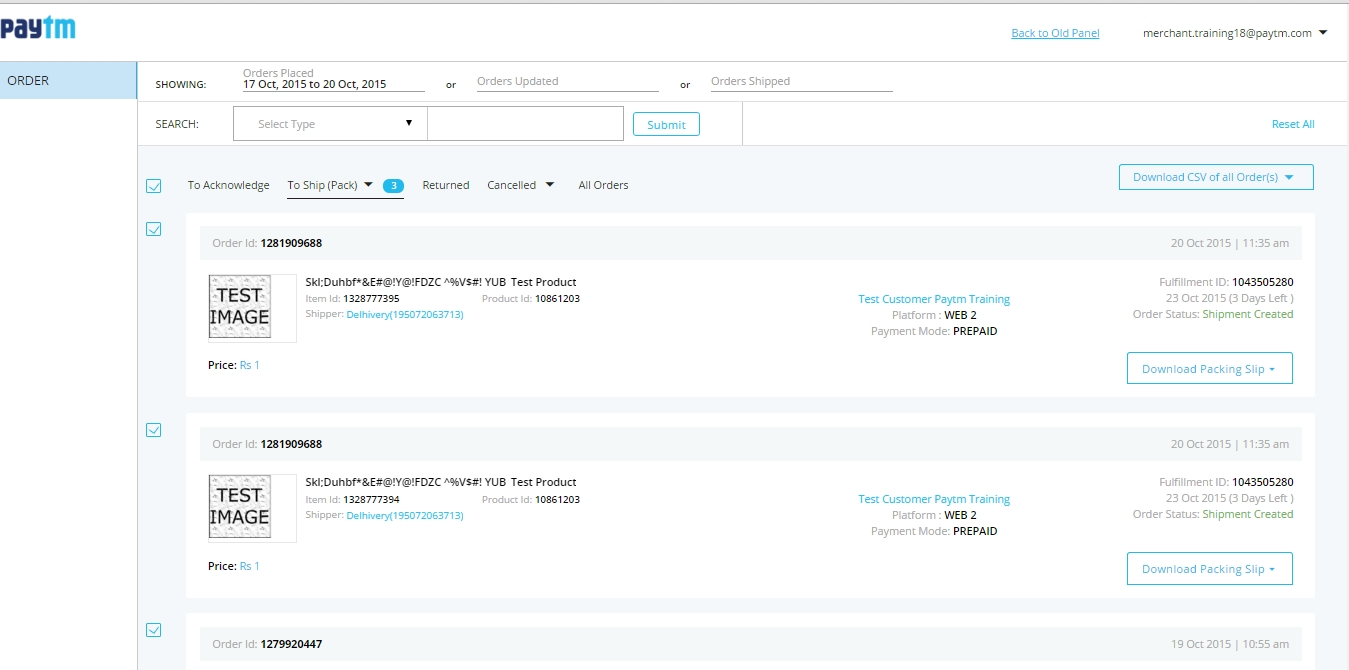 paytm
Back to Old Panel
merchant.training18@paytm.com
ORDER
SHOWING:
Orders Placed
17 Oct, 2015 to 20 Oct, 2015
or
Orders Updated
or
Orders Shipped
SEARCH:
Select Type
Submit
Reset All
To Acknowledge
To Ship (Pack)
3
Returned
Cancelled
All Orders
Download CSV of all Order(s)
Order Id: 1281909688
20 Oct 2015 | 11:35 am
TEST
IMAGE
Skl;Duhbf*&E#@!Y@!FDZC ^%V$#! YUB Test Product
Item Id: 1328777395
Product Id: 10861203
Shipper: Delhivery(195072063713)
Test Customer Paytm Training
Platform : WEB 2
Payment Mode: PREPAID
Fulfillment ID: 1043505280
23 Oct 2015 (3 Days Left )
Order Status: Shipment Created
Price: Rs 1
Download Packing Slip
Order Id: 1281909688
20 Oct 2015 | 11:35 am
TEST
IMAGE
Skl;Duhbf*&E#@!Y@!FDZC ^%V$#! YUB Test Product
Item Id: 1328777394
Product Id: 10861203
Shipper: Delhivery(195072063713)
Test Customer Paytm Training
Platform : WEB 2
Payment Mode: PREPAID
Fulfillment ID: 1043505280
23 Oct 2015 (3 Days Left )
Order Status: Shipment Created
Price: Rs 1
Download Packing Slip
Order Id: 1279920447
19 Oct 2015 | 10:55 am